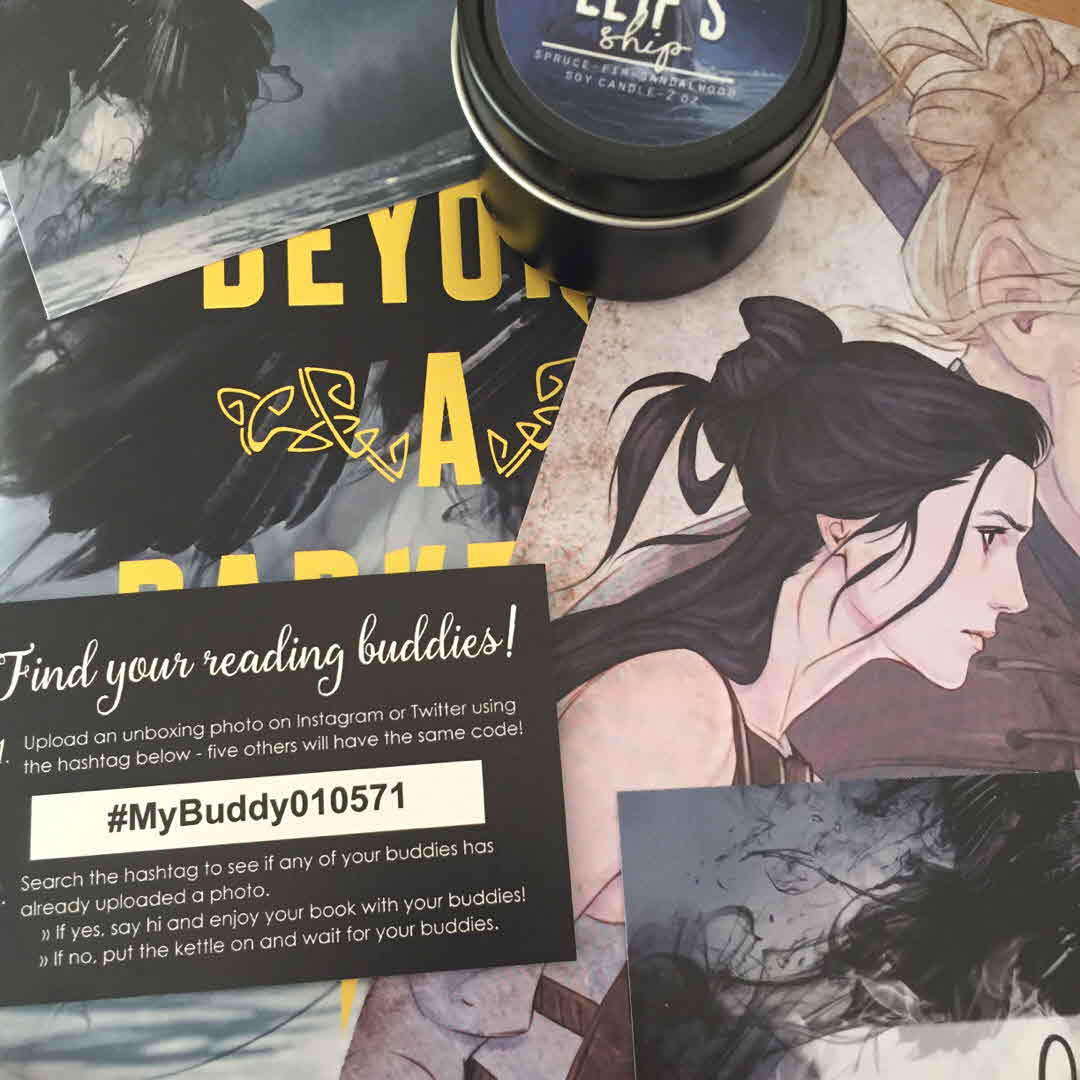 LEIF'S
ship
SPRUCE-FIR-SANDALWOOD
SOY CANDLE-2 OZ
BEYON
A
Find your reading buddies!
1. Upload an unboxing photo on Instagram or Twitter using
the hashtag below - five others will have the same code!
#MyBuddy010571
Search the hashtag to see if any of your buddies has
already uploaded a photo.
» If yes, say hi and enjoy your book with your buddies!
» If no, put the kettle on and wait for your buddies.